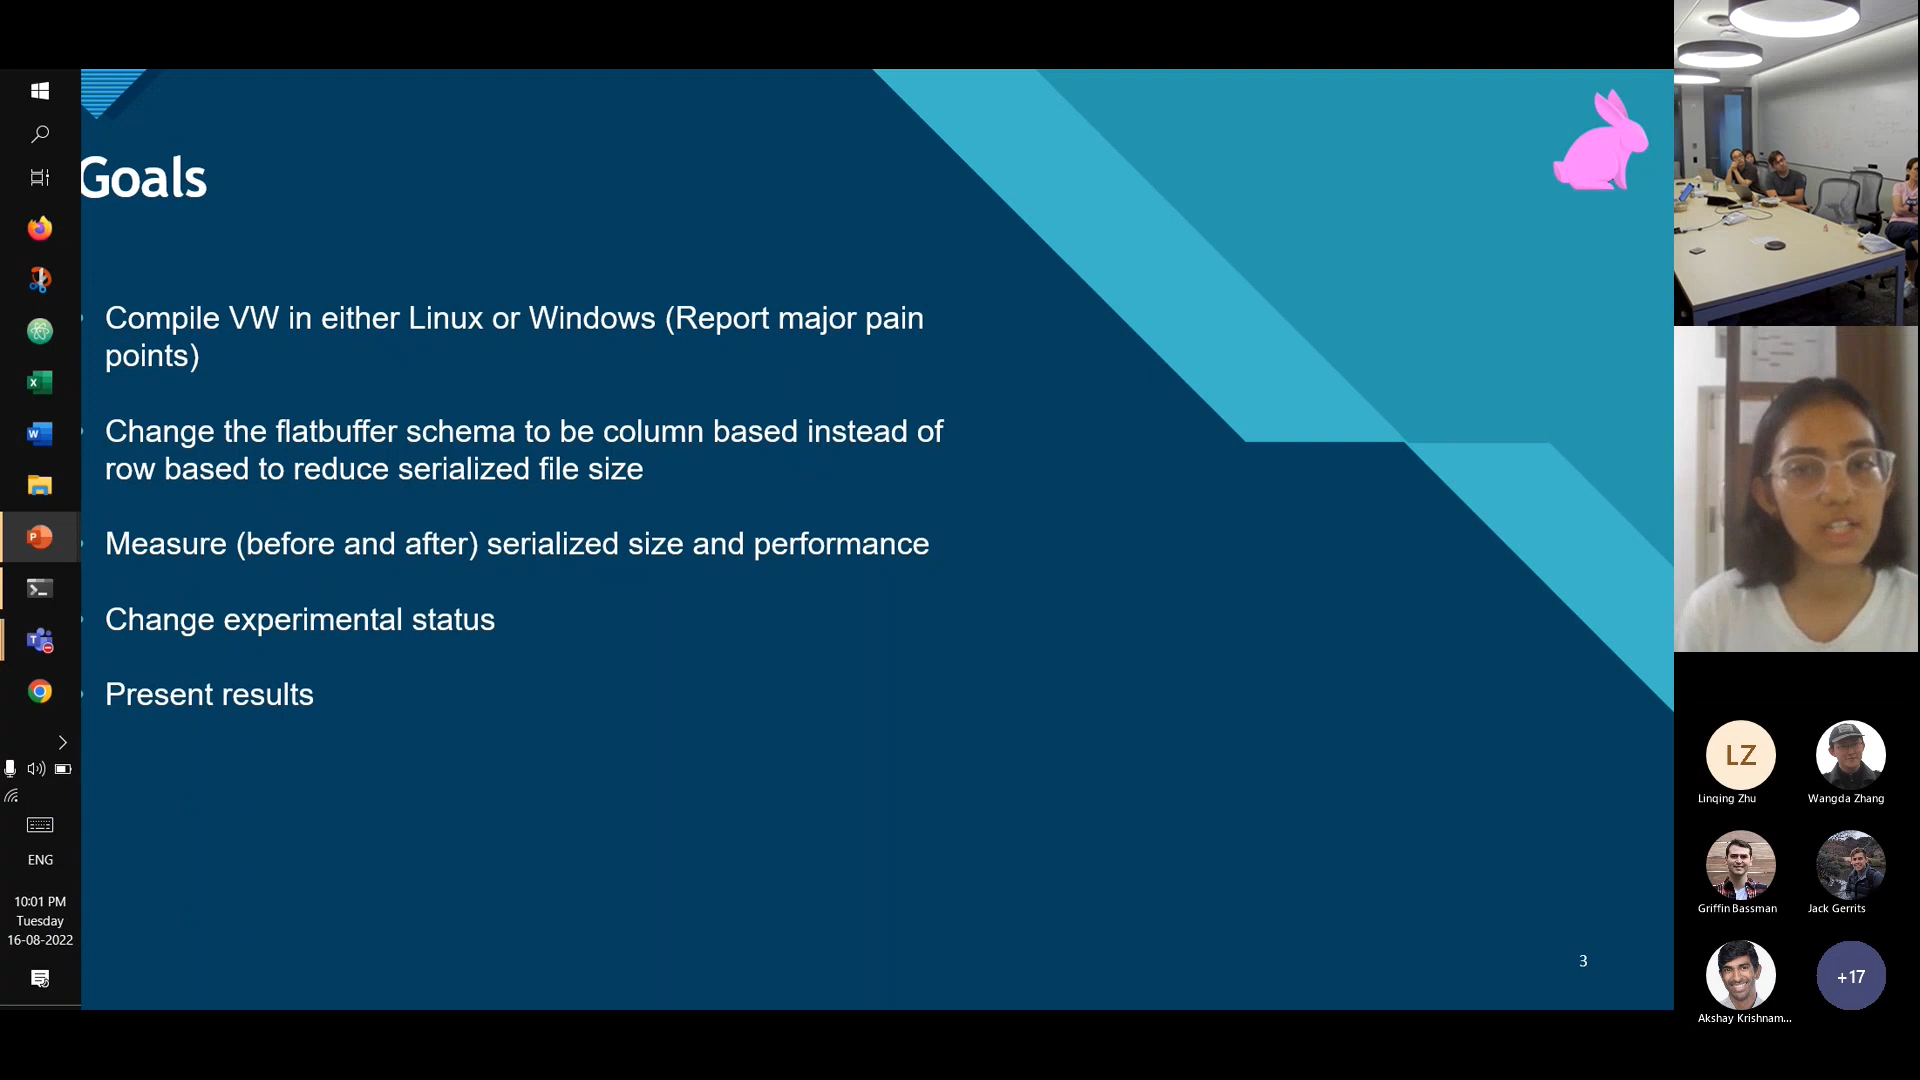 Goals
Compile VW in either Linux or Windows (Report major pain
points)
Change the flatbuffer schema to be column based instead of
row based to reduce serialized file size
Measure (before and after) serialized size and performance
Change experimental status
Present results
3
ENG
10:01 PM
Tuesday
16-08-2022
LZ
Linqing Zhu
Wangda Zhang
Griffin Bassman
Jack Gerrits
Akshay Krishnam...
+17